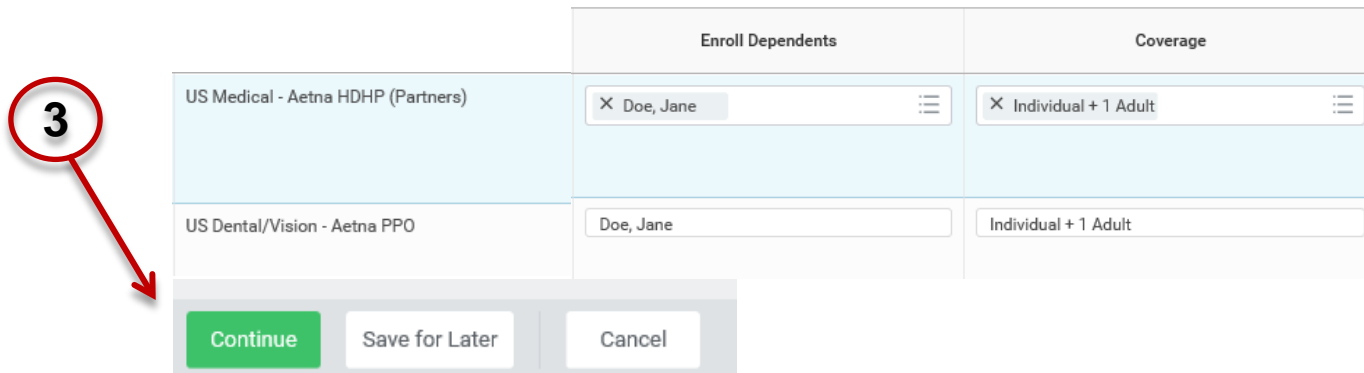 Enroll Dependents Coverage
3
US Medical - Aetna HDHP (Partners) × Doe, Jane × Individual + 1 Adult
US Dental/Vision - Aetna PPO Doe, Jane Individual + 1 Adult
Continue Save for Later Cancel